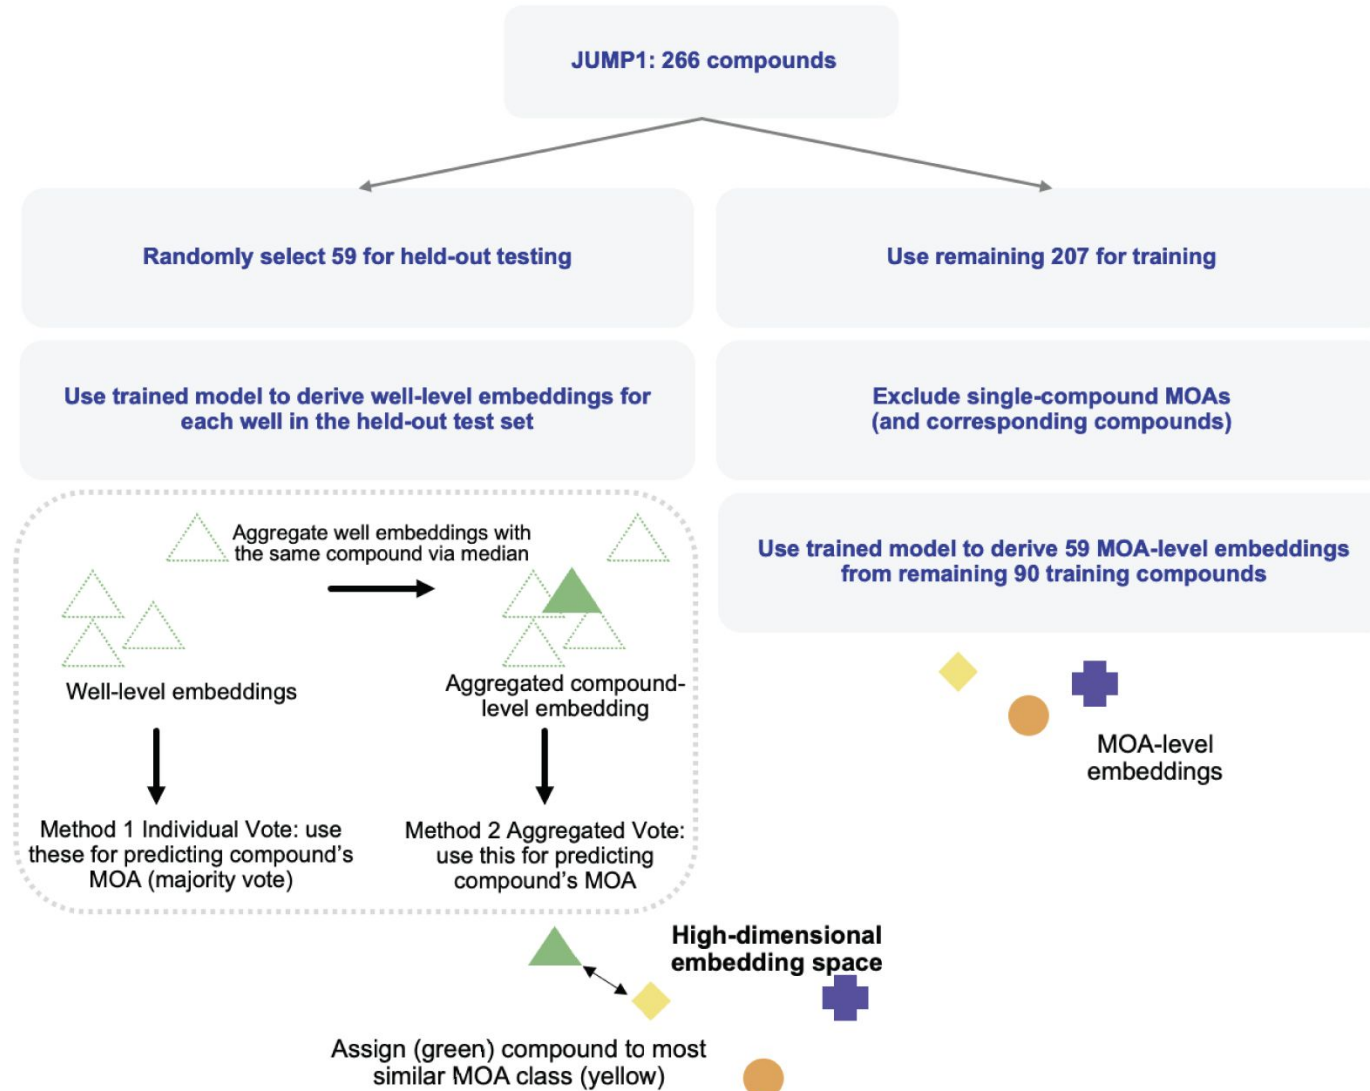 JUMP1: 266 compounds
Randomly select 59 for held-out testing
Use remaining 207 for training
Use trained model to derive well-level embeddings for
each well in the held-out test set
Exclude single-compound MOAs
(and corresponding compounds)
Use trained model to derive 59 MOA-level embeddings
from remaining 90 training compounds
Aggregate well embeddings with
the same compound via median
Well-level embeddings
Aggregated compound-
level embedding
MOA-level
embeddings
Method 1 Individual Vote: use
these for predicting compound's
MOA (majority vote)
Method 2 Aggregated Vote:
use this for predicting
compound's MOA
High-dimensional
embedding space
Assign (green) compound to most
similar MOA class (yellow)